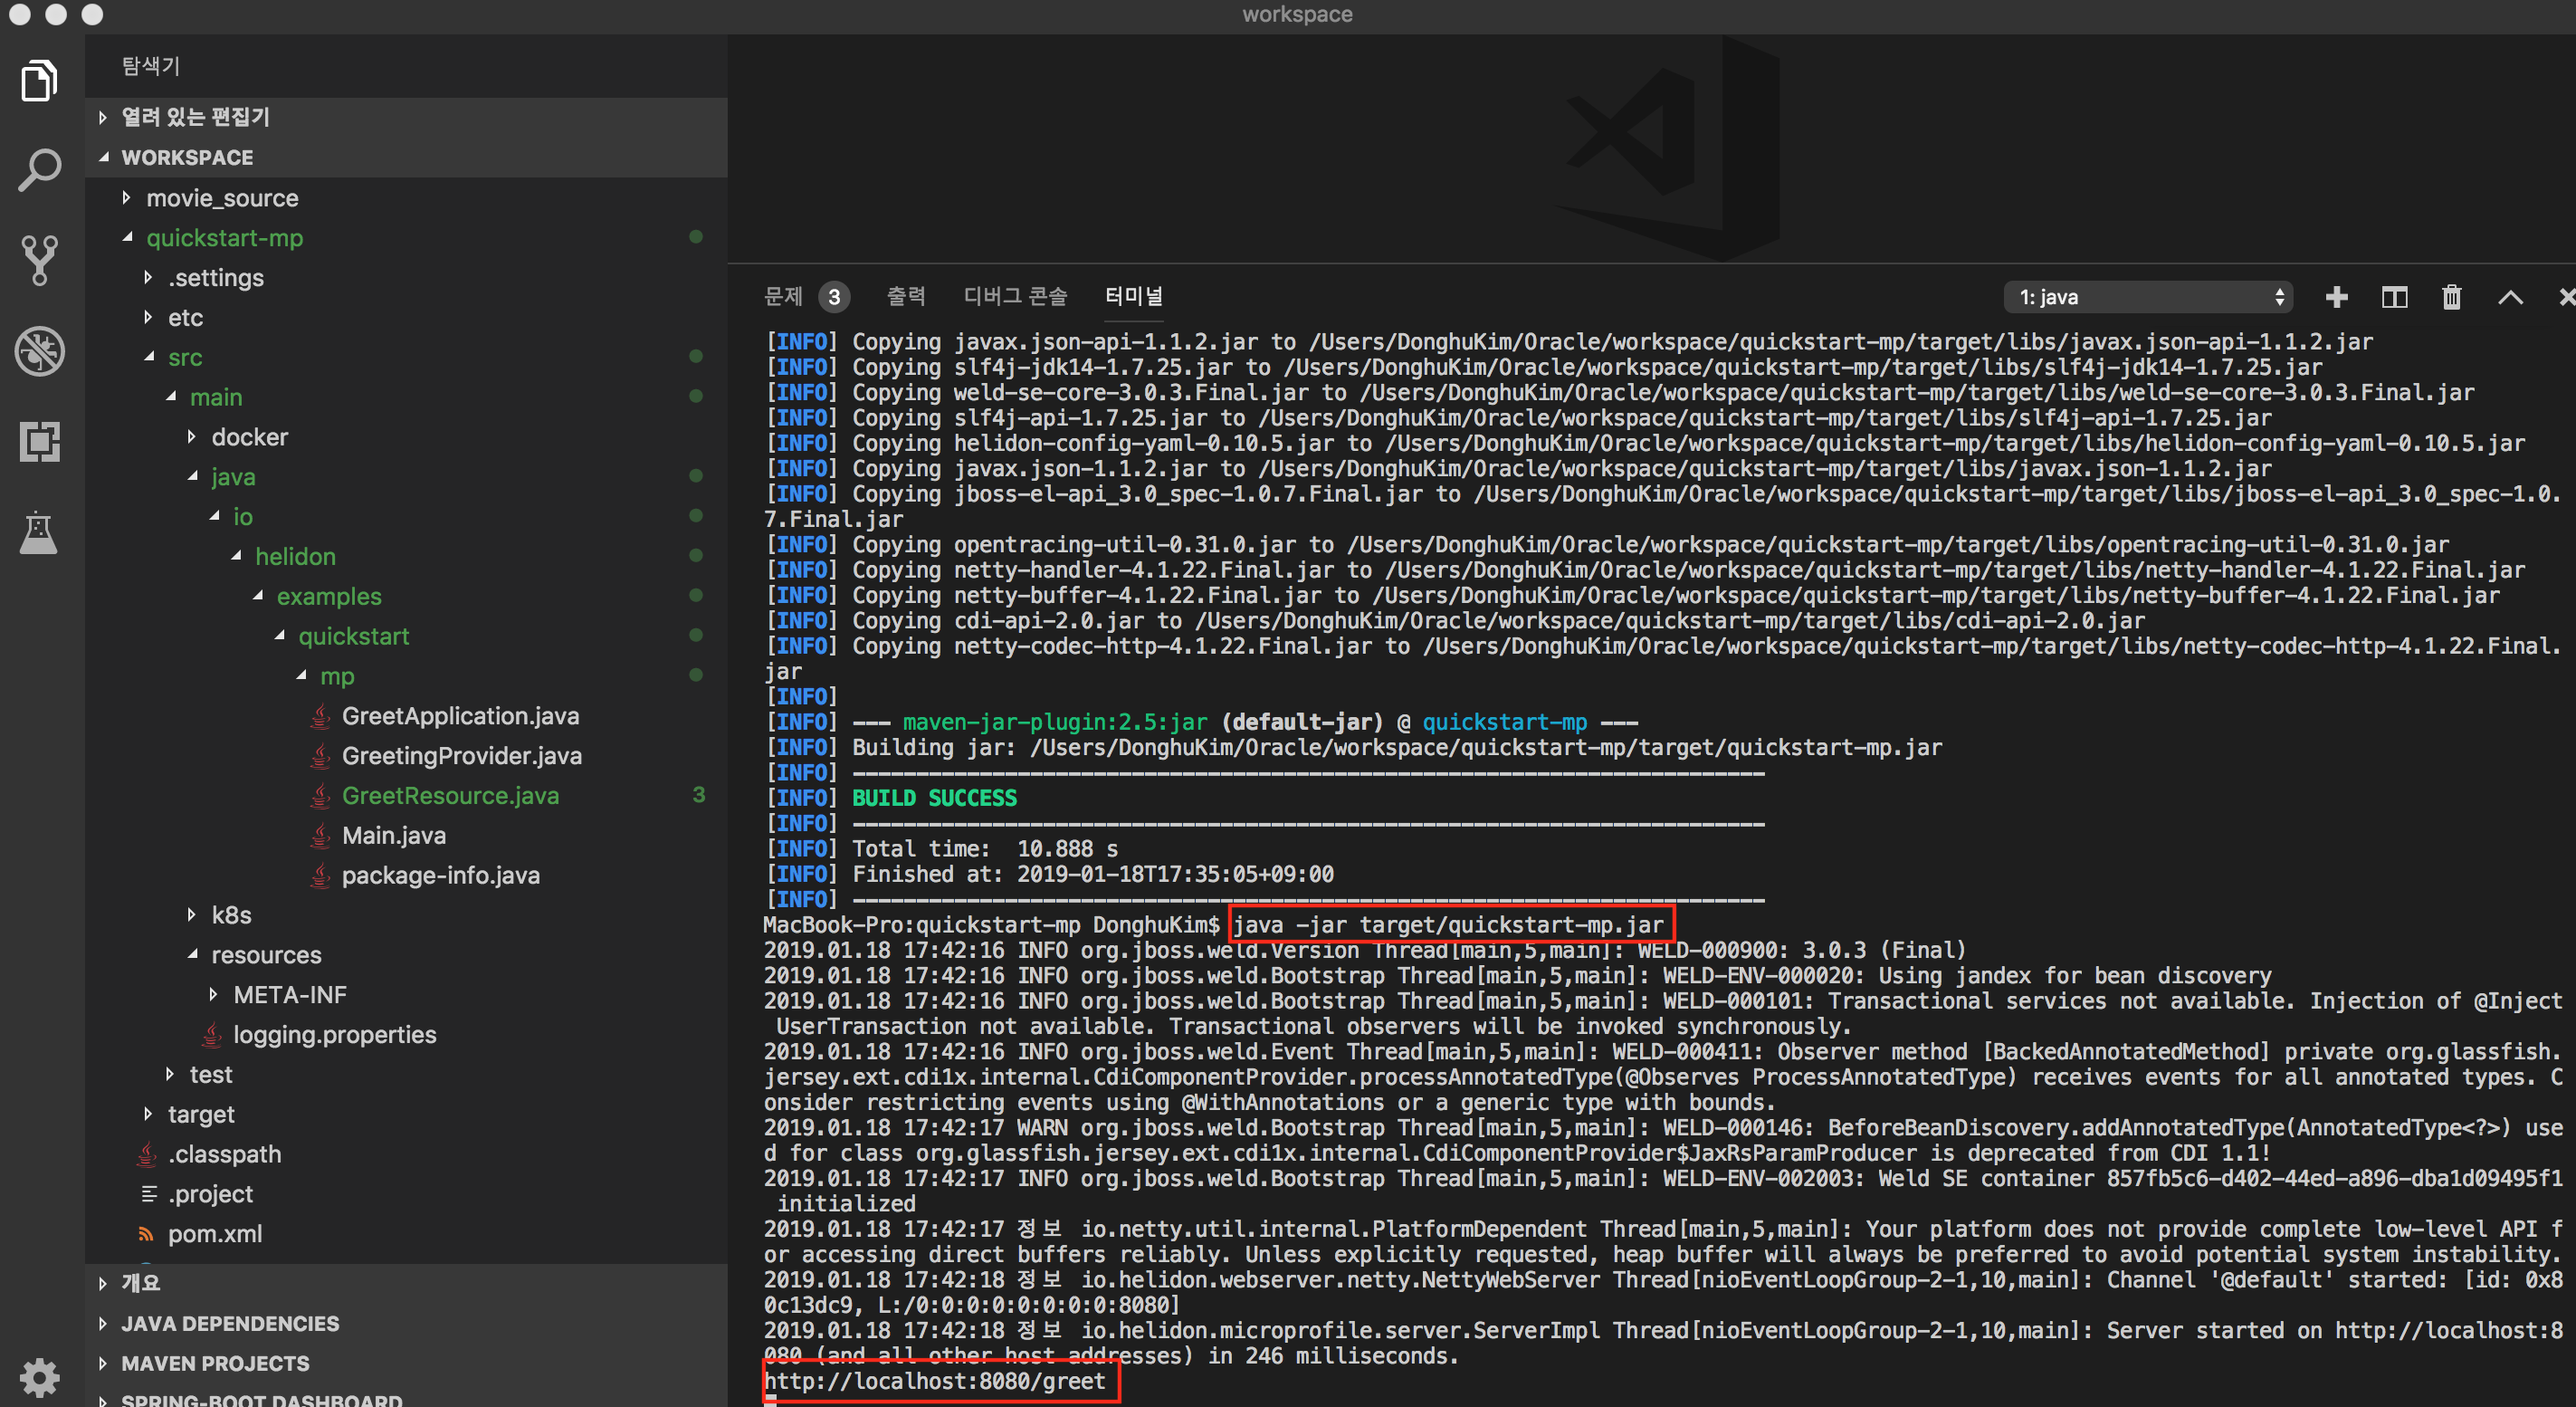 workspace
탐색기
열려 있는 편집기
WORKSPACE
movie_source
quickstart-mp
.settings
etc
src
main
docker
java
io
helidon
examples
quickstart
mp
GreetApplication.java
GreetingProvider.java
GreetResource.java 3
Main.java
package-info.java
k8s
resources
META-INF
logging.properties
test
target
.classpath
.project
pom.xml
개요
JAVA DEPENDENCIES
MAVEN PROJECTS
SPRING-BOOT DASHBOARD
문제 3 출력 디버그 콘솔 터미널 1: java
[INFO] Copying javax.json-api-1.1.2.jar to /Users/DonghuKim/Oracle/workspace/quickstart-mp/target/libs/javax.json-api-1.1.2.jar
[INFO] Copying slf4j-jdk14-1.7.25.jar to /Users/DonghuKim/Oracle/workspace/quickstart-mp/target/libs/slf4j-jdk14-1.7.25.jar
[INFO] Copying weld-se-core-3.0.3.Final.jar to /Users/DonghuKim/Oracle/workspace/quickstart-mp/target/libs/weld-se-core-3.0.3.Final.jar
[INFO] Copying slf4j-api-1.7.25.jar to /Users/DonghuKim/Oracle/workspace/quickstart-mp/target/libs/slf4j-api-1.7.25.jar
[INFO] Copying helidon-config-yaml-0.10.5.jar to /Users/DonghuKim/Oracle/workspace/quickstart-mp/target/libs/helidon-config-yaml-0.10.5.jar
[INFO] Copying javax.json-1.1.2.jar to /Users/DonghuKim/Oracle/workspace/quickstart-mp/target/libs/javax.json-1.1.2.jar
[INFO] Copying jboss-el-api_3.0_spec-1.0.7.Final.jar to /Users/DonghuKim/Oracle/workspace/quickstart-mp/target/libs/jboss-el-api_3.0_spec-1.0.
7.Final.jar
[INFO] Copying opentracing-util-0.31.0.jar to /Users/DonghuKim/Oracle/workspace/quickstart-mp/target/libs/opentracing-util-0.31.0.jar
[INFO] Copying netty-handler-4.1.22.Final.jar to /Users/DonghuKim/Oracle/workspace/quickstart-mp/target/libs/netty-handler-4.1.22.Final.jar
[INFO] Copying netty-buffer-4.1.22.Final.jar to /Users/DonghuKim/Oracle/workspace/quickstart-mp/target/libs/netty-buffer-4.1.22.Final.jar
[INFO] Copying cdi-api-2.0.jar to /Users/DonghuKim/Oracle/workspace/quickstart-mp/target/libs/cdi-api-2.0.jar
[INFO] Copying netty-codec-http-4.1.22.Final.jar to /Users/DonghuKim/Oracle/workspace/quickstart-mp/target/libs/netty-codec-http-4.1.22.Final.
jar
[INFO]
[INFO] --- maven-jar-plugin:2.5:jar (default-jar) @ quickstart-mp ---
[INFO] Building jar: /Users/DonghuKim/Oracle/workspace/quickstart-mp/target/quickstart-mp.jar
[INFO] ------------------------------------------------------------------------
[INFO] BUILD SUCCESS
[INFO] ------------------------------------------------------------------------
[INFO] Total time:  10.888 s
[INFO] Finished at: 2019-01-18T17:35:05+09:00
[INFO] ------------------------------------------------------------------------
MacBook-Pro:quickstart-mp DonghuKim$ java -jar target/quickstart-mp.jar
2019.01.18 17:42:16 INFO org.jboss.weld.Version Thread[main,5,main]: WELD-000900: 3.0.3 (Final)
2019.01.18 17:42:16 INFO org.jboss.weld.Bootstrap Thread[main,5,main]: WELD-ENV-000020: Using jandex for bean discovery
2019.01.18 17:42:16 INFO org.jboss.weld.Bootstrap Thread[main,5,main]: WELD-000101: Transactional services not available. Injection of @Inject
UserTransaction not available. Transactional observers will be invoked synchronously.
2019.01.18 17:42:16 INFO org.jboss.weld.Event Thread[main,5,main]: WELD-000411: Observer method [BackedAnnotatedMethod] private org.glassfish.
jersey.ext.cdi1x.internal.CdiComponentProvider.processAnnotatedType(@Observes ProcessAnnotatedType) receives events for all annotated types. C
onsider restricting events using @WithAnnotations or a generic type with bounds.
2019.01.18 17:42:17 WARN org.jboss.weld.Bootstrap Thread[main,5,main]: WELD-000146: BeforeBeanDiscovery.addAnnotatedType(AnnotatedType<?>) use
d for class org.glassfish.jersey.ext.cdi1x.internal.CdiComponentProvider$JaxRsParamProducer is deprecated from CDI 1.1!
2019.01.18 17:42:17 INFO org.jboss.weld.Bootstrap Thread[main,5,main]: WELD-ENV-002003: Weld SE container 857fb5c6-d402-44ed-a896-dba1d09495f1
initialized
2019.01.18 17:42:17 정보 io.netty.util.internal.PlatformDependent Thread[main,5,main]: Your platform does not provide complete low-level API f
or accessing direct buffers reliably. Unless explicitly requested, heap buffer will always be preferred to avoid potential system instability.
2019.01.18 17:42:18 정보 io.helidon.webserver.netty.NettyWebServer Thread[nioEventLoopGroup-2-1,10,main]: Channel '@default' started: [id: 0x8
0c13dc9, L:/0:0:0:0:0:0:0:0:8080]
2019.01.18 17:42:18 정보 io.helidon.microprofile.server.ServerImpl Thread[nioEventLoopGroup-2-1,10,main]: Server started on http://localhost:8
080 (and all other host addresses) in 246 milliseconds.
http://localhost:8080/greet